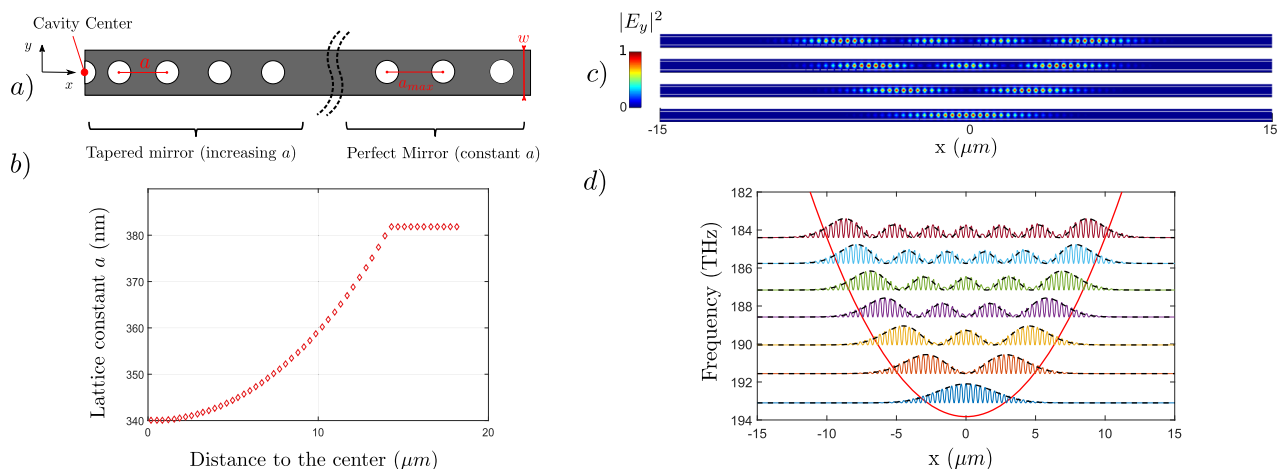 Cavity Center
y
x
a
a_max
w
a)
Tapered mirror (increasing a)
Perfect Mirror (constant a)
b)
Lattice constant a (nm)
380
370
360
350
340
0
10
20
Distance to the center (μm)
|E_y|^2
1
0
c)
-15
0
15
x (μm)
d)
Frequency (THz)
182
184
186
188
190
192
194
-15
-10
-5
0
5
10
15
x (μm)